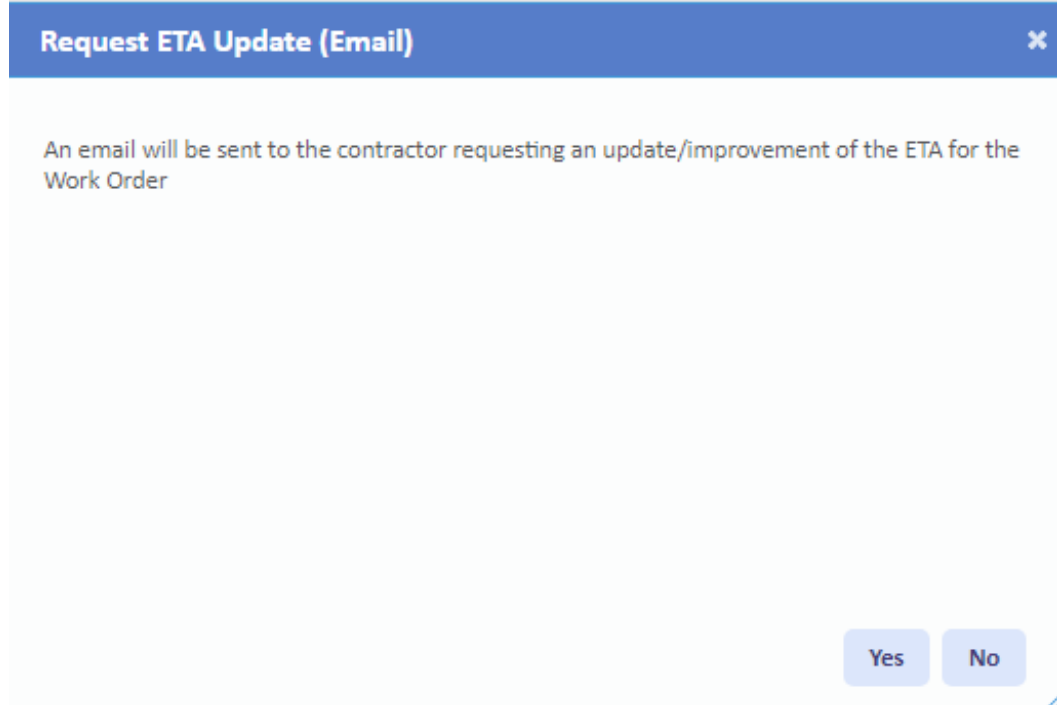 Request ETA Update (Email)
An email will be sent to the contractor requesting an update/improvement of the ETA for the
Work Order
Yes No